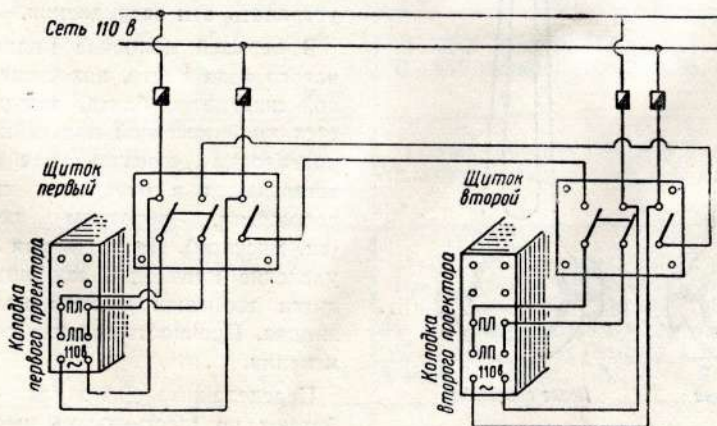 Сеть 110 в
Щиток
первый
Щиток
второй
Колодка
первого проектора
ПЛ
ЛП
110в
~
Колодка
второго проектора
ПЛ
ЛП
110в
~